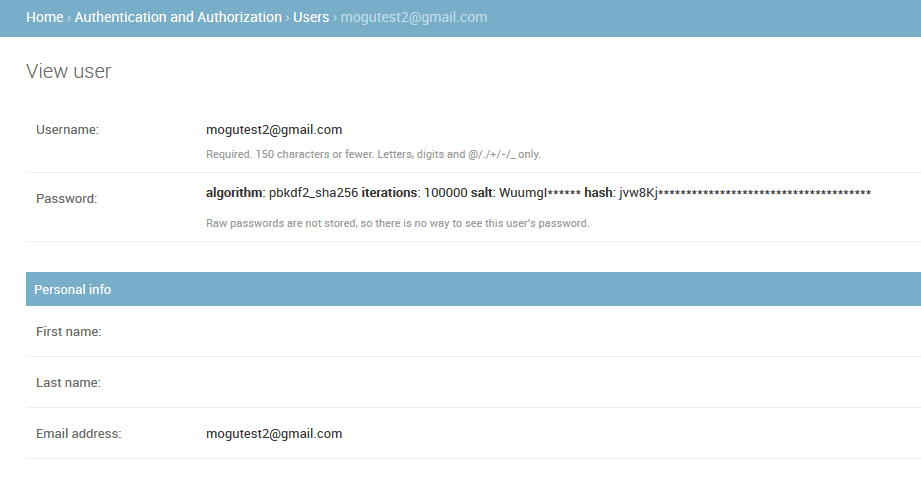 Home › Authentication and Authorization › Users › mogutest2@gmail.com
View user
Username: mogutest2@gmail.com
Required. 150 characters or fewer. Letters, digits and @/./+/-/_ only.
Password: algorithm: pbkdf2_sha256 iterations: 100000 salt: WuumgI****** hash: jvw8Kj**************************************
Raw passwords are not stored, so there is no way to see this user's password.
Personal info
First name:
Last name:
Email address: mogutest2@gmail.com